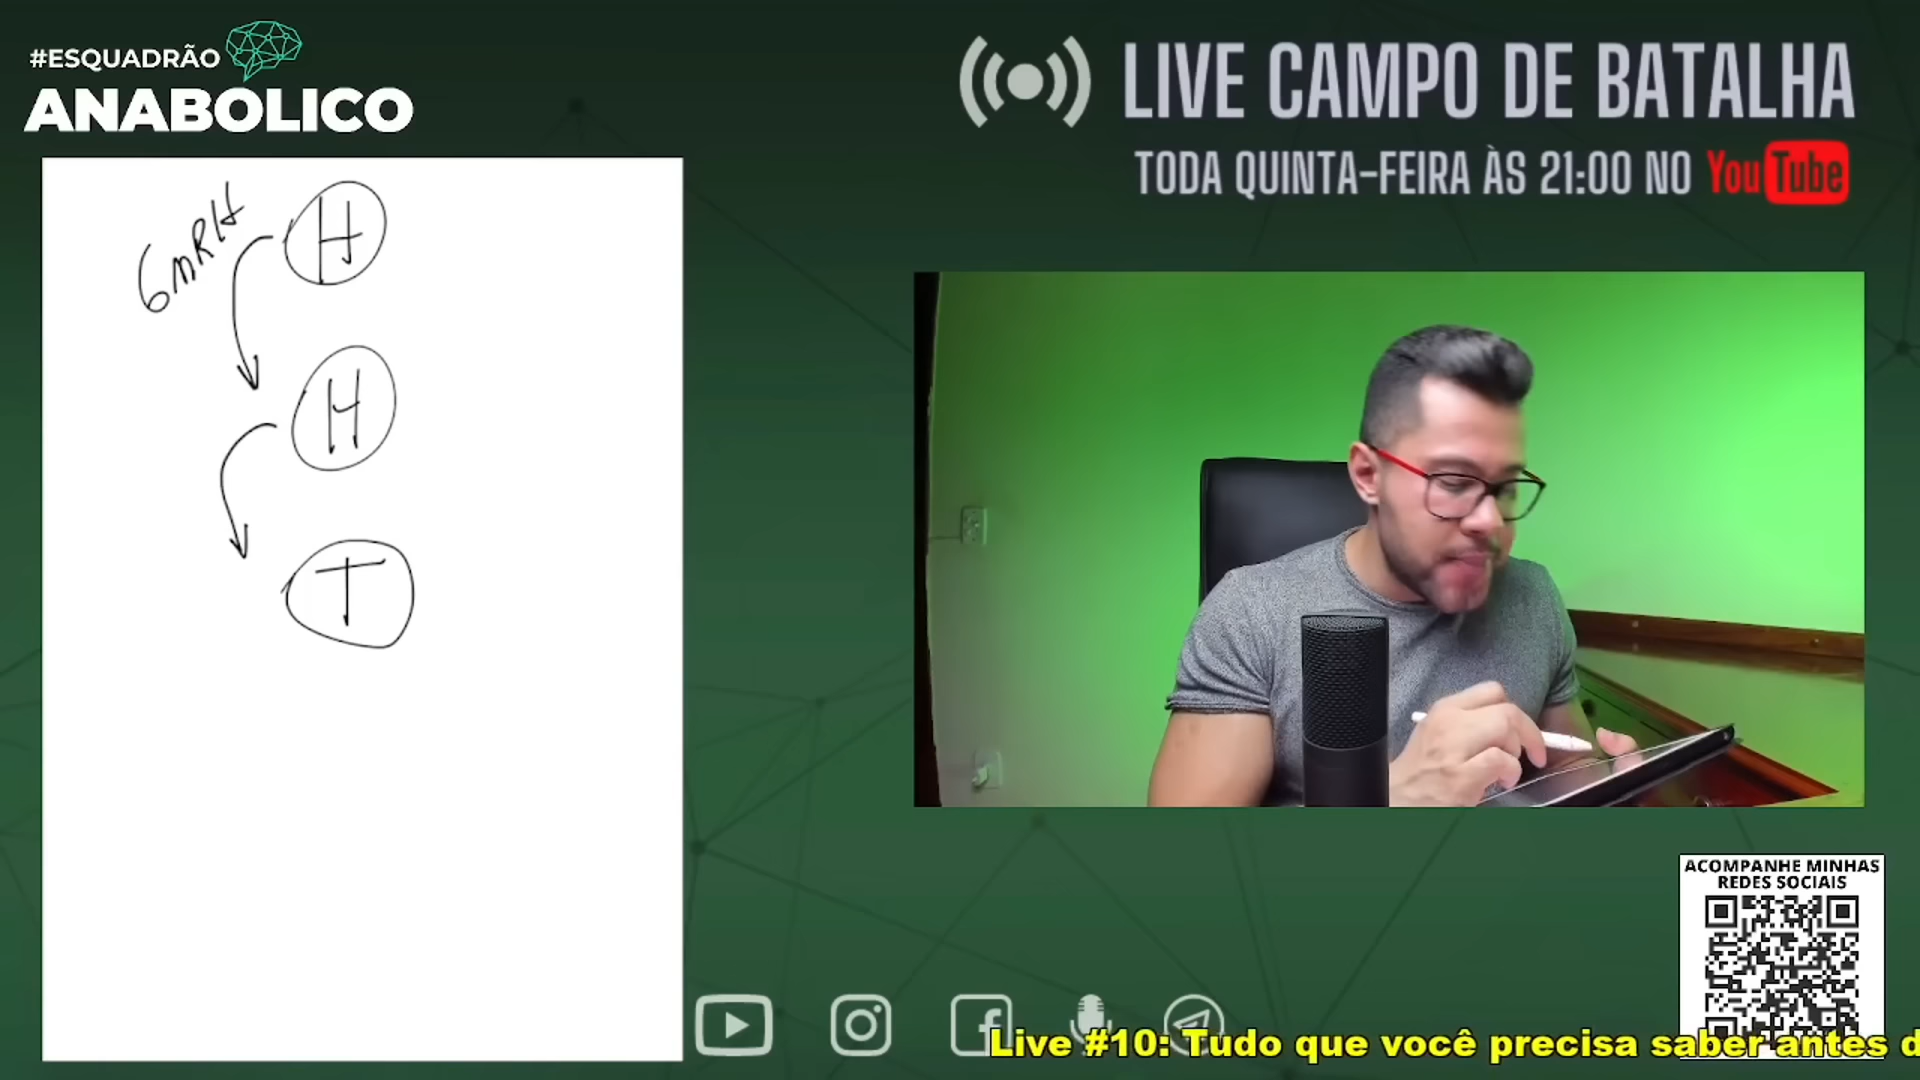 #ESQUADRÃO
ANABOLICO
LIVE CAMPO DE BATALHA
TODA QUINTA-FEIRA ÀS 21:00 NO YouTube
GnRH
H
H
T
ACOMPANHE MINHAS
REDES SOCIAIS
Live #10: Tudo que você precisa saber antes d